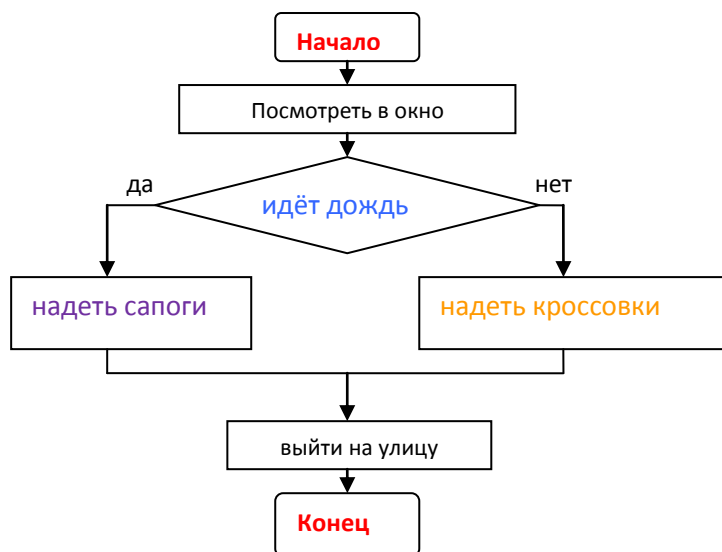 Начало
Посмотреть в окно
да
нет
идёт дождь
надеть сапоги
надеть кроссовки
выйти на улицу
Конец